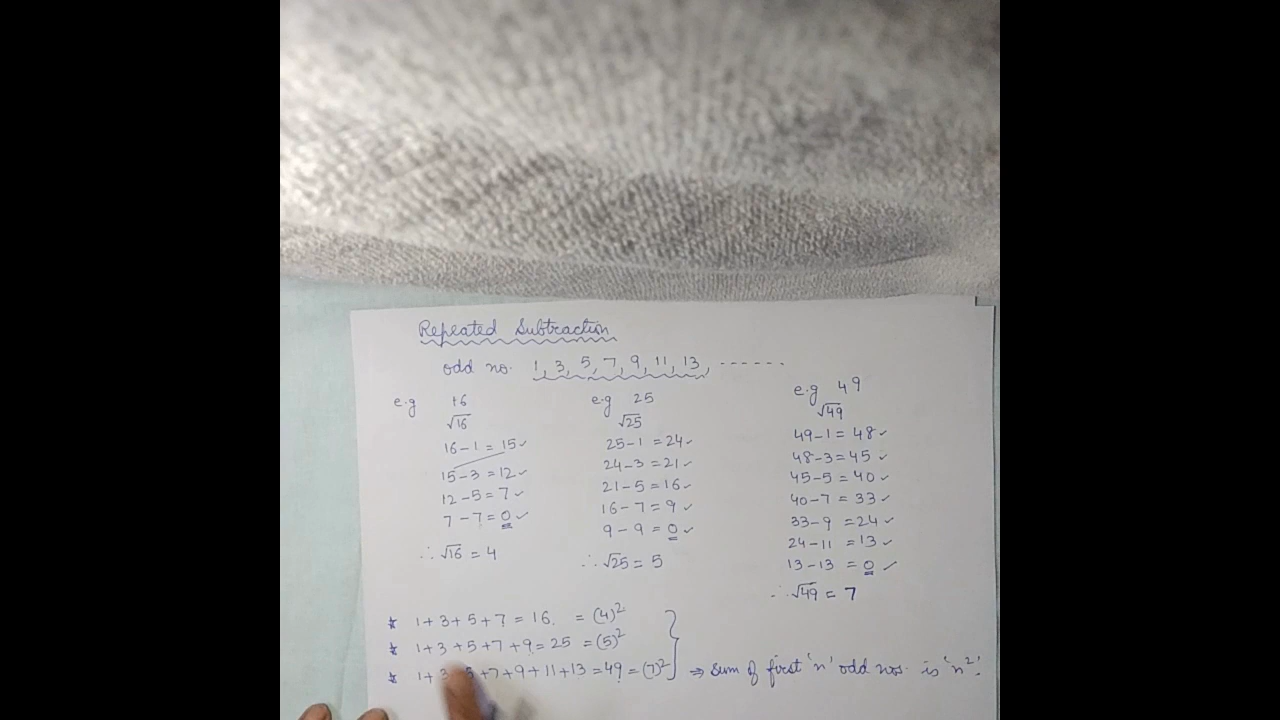 Repeated Subtraction
odd no. 1, 3, 5, 7, 9, 11, 13, ------
e.g 16
√16
16-1 = 15✓
15-3 = 12✓
12-5 = 7✓
7-7 = 0✓
∴ √16 = 4
e.g 25
√25
25-1 = 24✓
24-3 = 21✓
21-5 = 16✓
16-7 = 9✓
9-9 = 0✓
∴ √25 = 5
e.g 49
√49
49-1 = 48✓
48-3 = 45✓
45-5 = 40✓
40-7 = 33✓
33-9 = 24✓
24-11 = 13✓
13-13 = 0✓
∴ √49 = 7
* 1+3+5+7 = 16. = (4)²
* 1+3+5+7+9 = 25 = (5)²
* 1+3+5+7+9+11+13 = 49 = (7)² ⇒ Sum of first 'n' odd nos. is 'n²'.